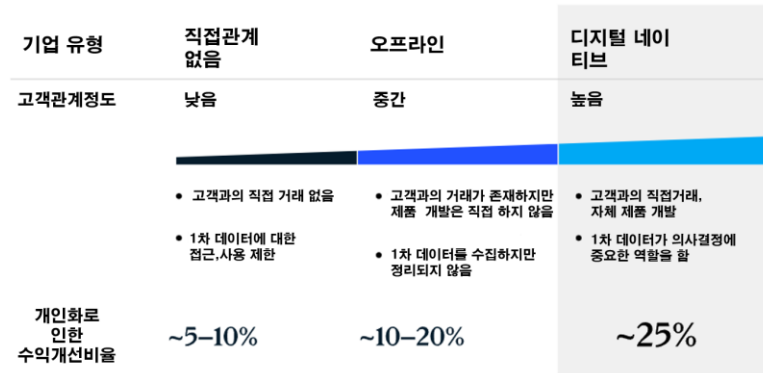 기업 유형
직접관계
없음
오프라인
디지털 네이
티브
고객관계정도
낮음
중간
높음
• 고객과의 직접 거래 없음
• 1차 데이터에 대한
접근,사용 제한
• 고객과의 거래가 존재하지만
제품 개발은 직접 하지 않음
• 1차 데이터를 수집하지만
정리되지 않음
• 고객과의 직접거래,
자체 제품 개발
• 1차 데이터가 의사결정에
중요한 역할을 함
개인화로
인한
수익개선비율
~5–10%
~10–20%
~25%